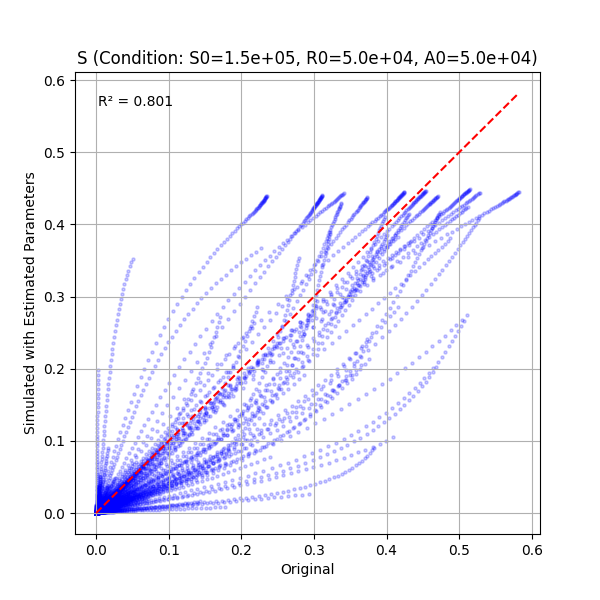 S (Condition: S0=1.5e+05, R0=5.0e+04, A0=5.0e+04)
R² = 0.801
Simulated with Estimated Parameters
0.6
0.5
0.4
0.3
0.2
0.1
0.0
0.0 0.1 0.2 0.3 0.4 0.5 0.6
Original